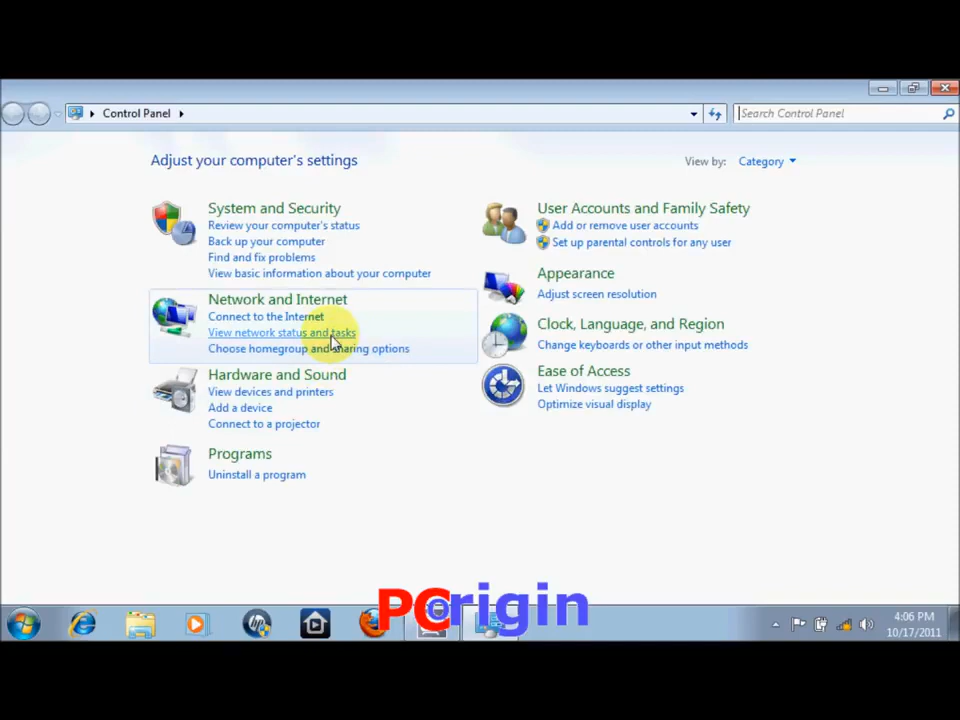 Control Panel
Search Control Panel
Adjust your computer's settings
View by: Category
System and Security
Review your computer's status
Back up your computer
Find and fix problems
View basic information about your computer
Network and Internet
Connect to the Internet
View network status and tasks
Choose homegroup and sharing options
Hardware and Sound
View devices and printers
Add a device
Connect to a projector
Programs
Uninstall a program
User Accounts and Family Safety
Add or remove user accounts
Set up parental controls for any user
Appearance
Adjust screen resolution
Clock, Language, and Region
Change keyboards or other input methods
Ease of Access
Let Windows suggest settings
Optimize visual display
PCorigin
4:06 PM
10/17/2011